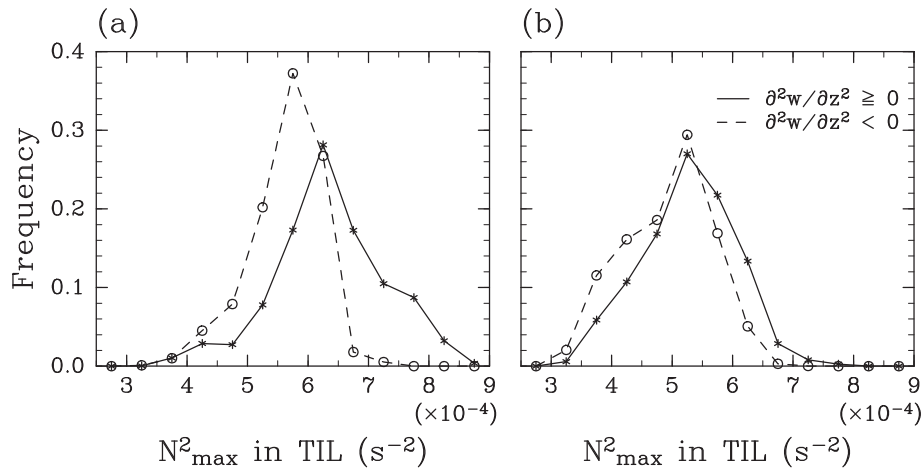 (a)
(b)
0.4
0.3
0.2
0.1
0.0
Frequency
∂²w/∂z² ≧ 0
∂²w/∂z² < 0
3 4 5 6 7 8 9
(×10⁻⁴)
3 4 5 6 7 8 9
(×10⁻⁴)
N²max in TIL (s⁻²)
N²max in TIL (s⁻²)